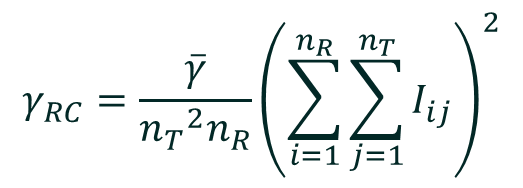 γ_RC = γ̄ / (n_T² n_R) ( ∑_{i=1}^{n_R} ∑_{j=1}^{n_T} I_ij )²